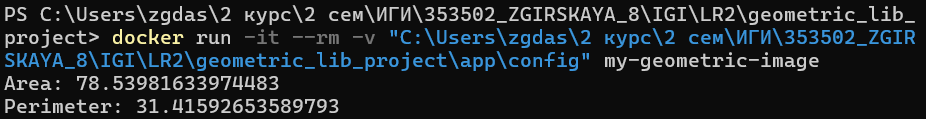 PS C:\Users\zgdas\2 курс\2 сем\ИГИ\353502_ZGIRSKAYA_8\IGI\LR2\geometric_lib_
project> docker run -it --rm -v "C:\Users\zgdas\2 курс\2 сем\ИГИ\353502_ZGIR
SKAYA_8\IGI\LR2\geometric_lib_project\app\config" my-geometric-image
Area: 78.53981633974483
Perimeter: 31.41592653589793